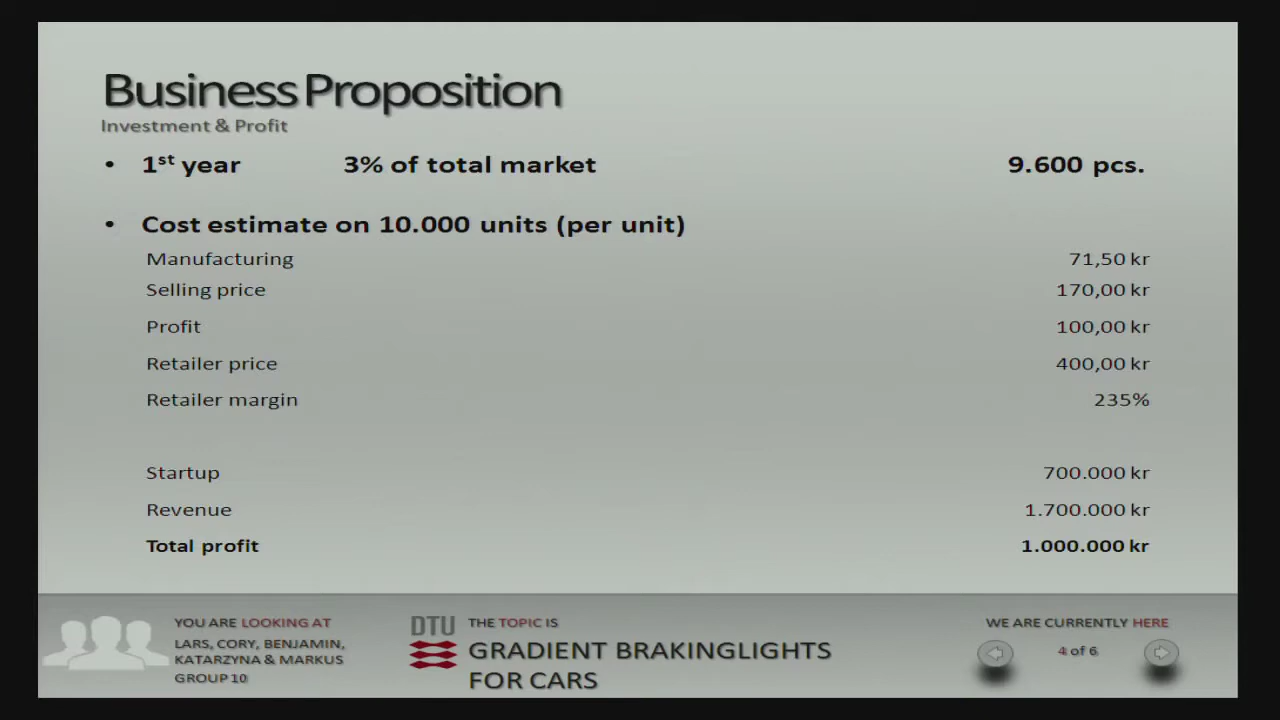 Business Proposition
Investment & Profit
• 1st year 3% of total market 9.600 pcs.
• Cost estimate on 10.000 units (per unit)
Manufacturing 71,50 kr
Selling price 170,00 kr
Profit 100,00 kr
Retailer price 400,00 kr
Retailer margin 235%
Startup 700.000 kr
Revenue 1.700.000 kr
Total profit 1.000.000 kr
YOU ARE LOOKING AT
LARS, CORY, BENJAMIN,
KATARZYNA & MARKUS
GROUP 10
DTU
THE TOPIC IS
GRADIENT BRAKINGLIGHTS
FOR CARS
WE ARE CURRENTLY HERE
4 of 6